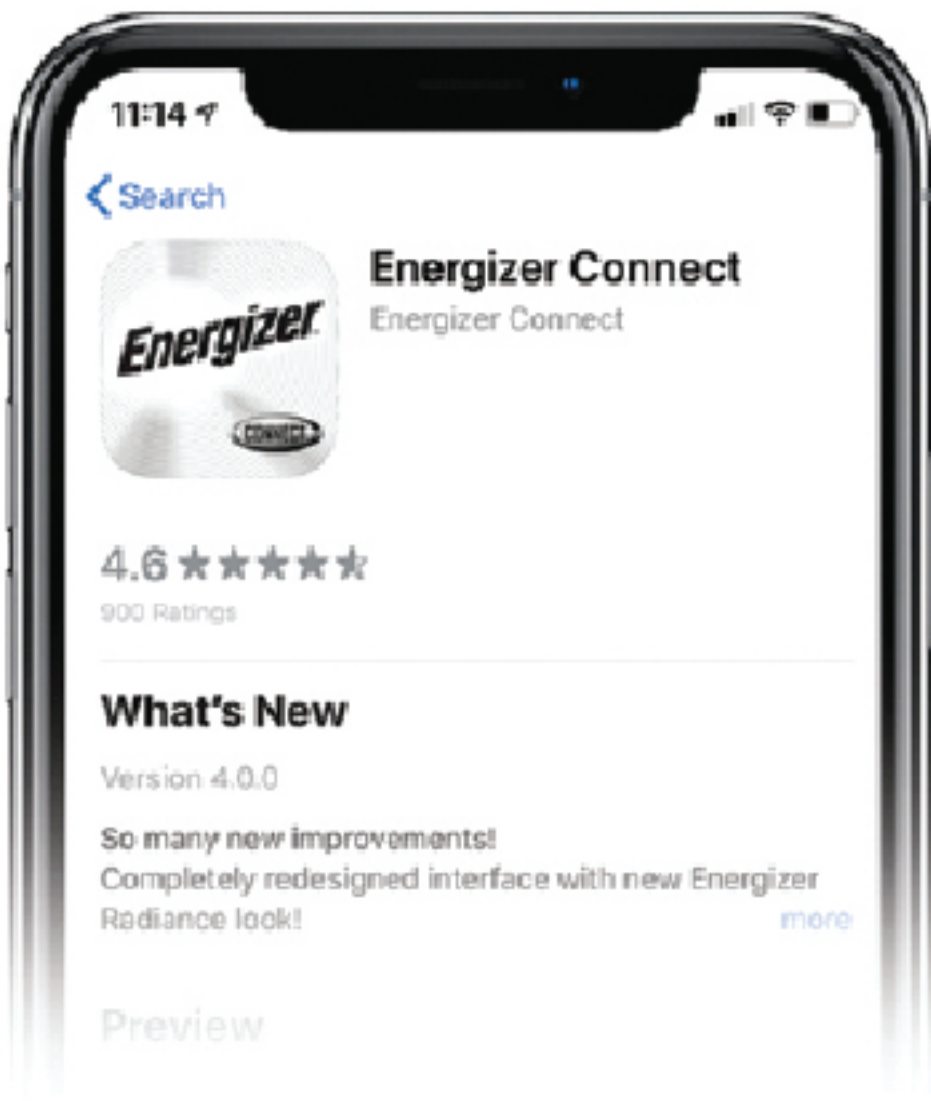 11:14
Search
Energizer Connect
Energizer Connect
Energizer
CONNECT
4.6 ★★★★★
900 Ratings
What's New
Version 4.0.0
So many new improvements!
Completely redesigned interface with new Energizer
Radiance look!
more
Preview